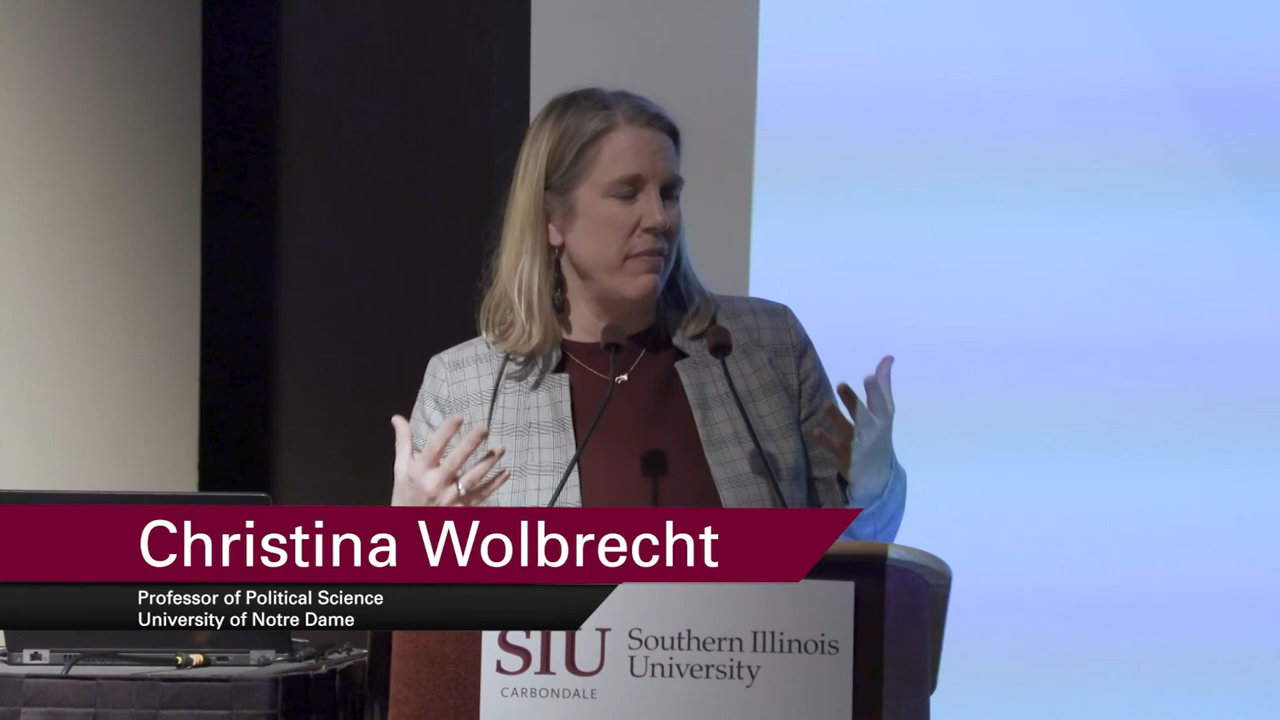 Christina Wolbrecht
Professor of Political Science
University of Notre Dame
SIU
CARBONDALE
Southern Illinois
University